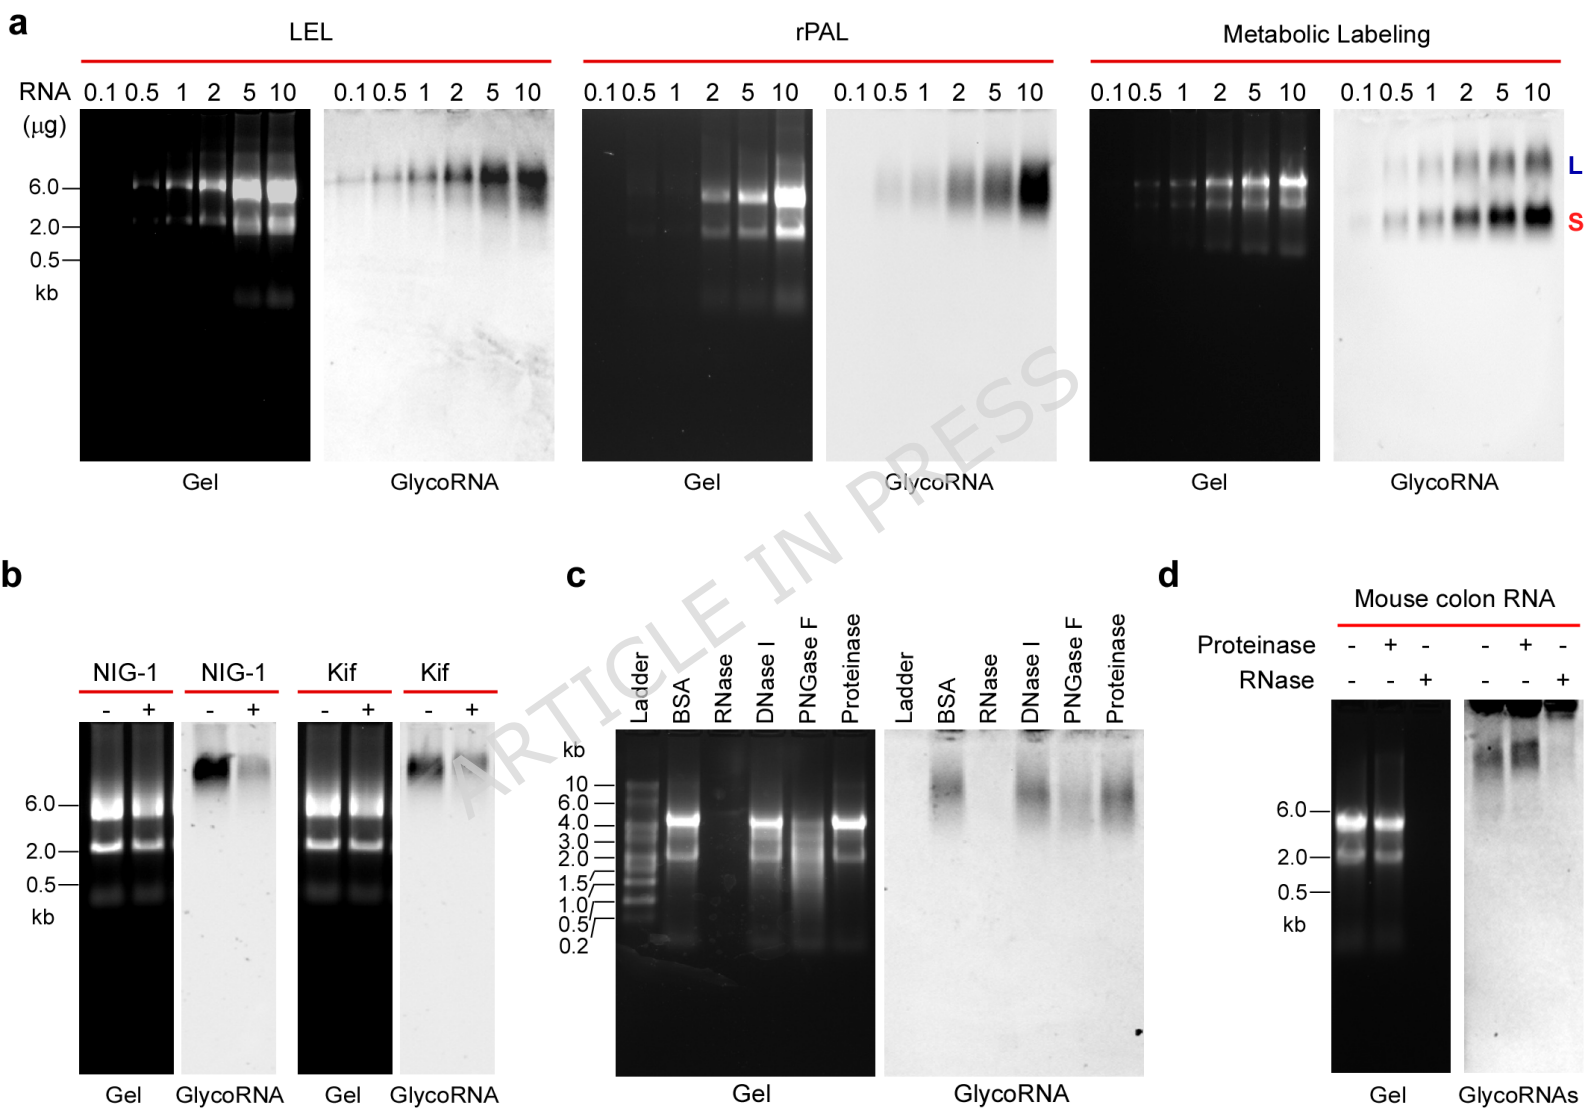 a
LEL
rPAL
Metabolic Labeling
RNA (μg)
0.1 0.5 1 2 5 10
0.1 0.5 1 2 5 10
0.1 0.5 1 2 5 10
0.1 0.5 1 2 5 10
0.1 0.5 1 2 5 10
0.1 0.5 1 2 5 10
6.0
2.0
0.5
kb
L
S
Gel
GlycoRNA
Gel
GlycoRNA
Gel
GlycoRNA
ARTICLE IN PRESS
b
NIG-1
NIG-1
Kif
Kif
- +
- +
- +
- +
6.0
2.0
0.5
kb
Gel
GlycoRNA
Gel
GlycoRNA
c
Ladder
BSA
RNase
DNase I
PNGase F
Proteinase
Ladder
BSA
RNase
DNase I
PNGase F
Proteinase
kb
10
6.0
4.0
3.0
2.0
1.5
1.0
0.5
0.2
Gel
GlycoRNA
d
Mouse colon RNA
Proteinase - + - - + -
RNase - - + - - +
6.0
2.0
0.5
kb
Gel
GlycoRNAs